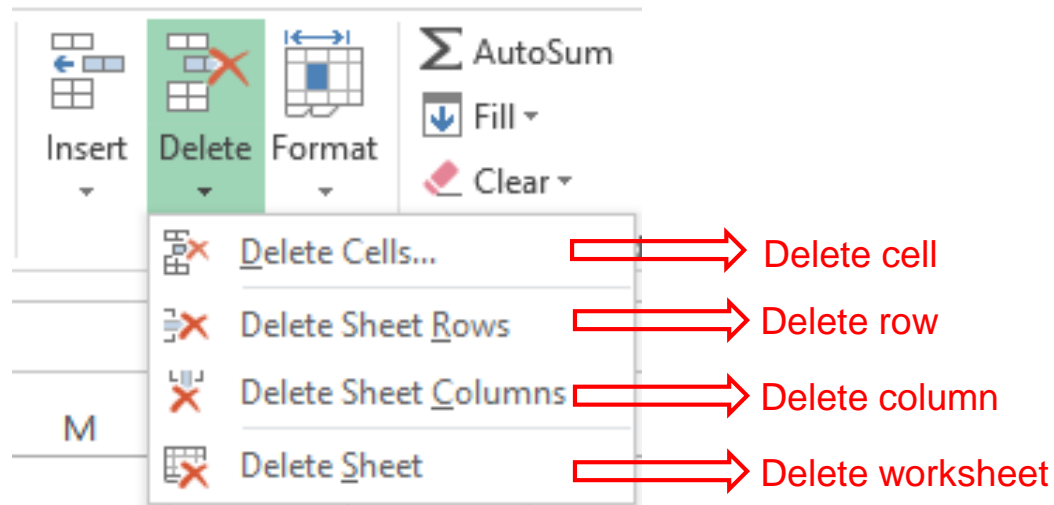 AutoSum
Fill
Insert Delete Format
Clear
Delete Cells... Delete cell
Delete Sheet Rows Delete row
Delete Sheet Columns Delete column
M
Delete Sheet Delete worksheet